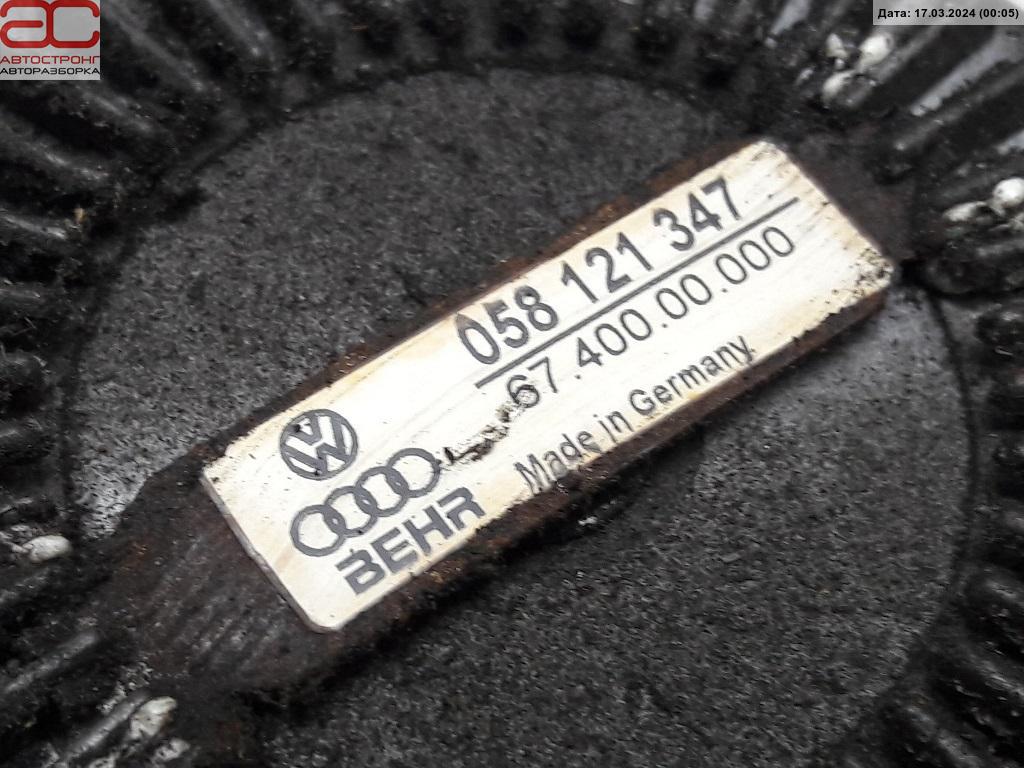 ас
АВТОСТРОНГ
АВТОРАЗБОРКА
Дата: 17.03.2024 (00:05)
058 121 347
67.400.00.000
Made in Germany.
VW
BEHR